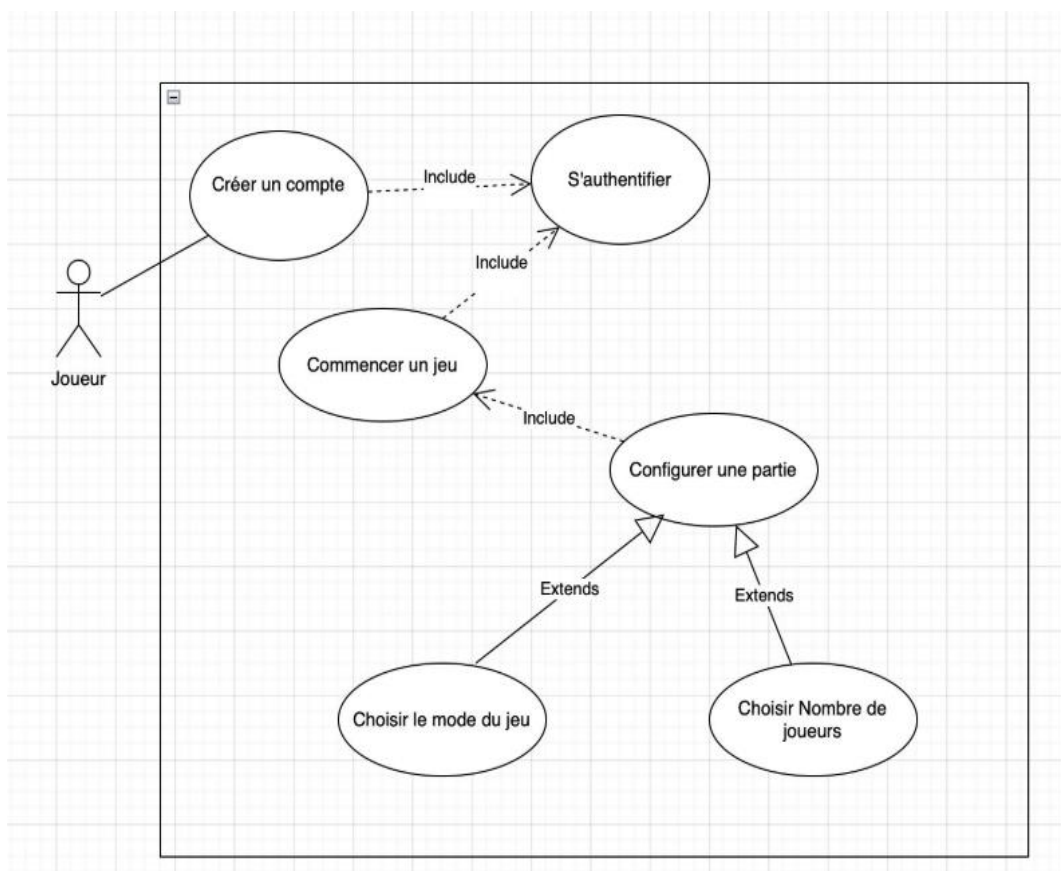 Créer un compte
Include
S'authentifier
Include
Joueur
Commencer un jeu
Include
Configurer une partie
Extends
Extends
Choisir le mode du jeu
Choisir Nombre de
joueurs